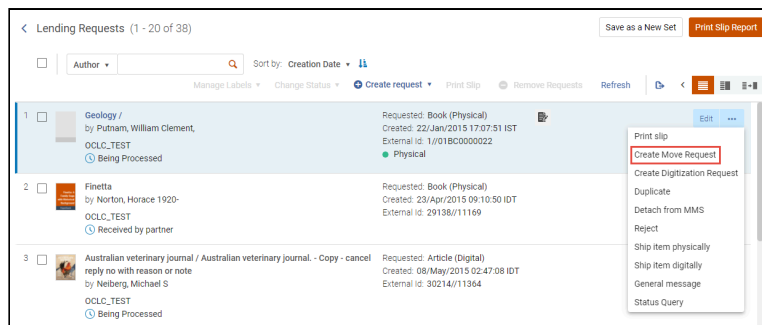 Lending Requests (1 - 20 of 38)
Save as a New Set
Print Slip Report
Author
Sort by: Creation Date
Manage Labels
Change Status
Create request
Print Slip
Remove Requests
Refresh
1
Geology /
by Putnam, William Clement,
OCLC_TEST
Being Processed
Requested: Book (Physical)
Created: 22/Jan/2015 17:07:51 IST
External Id: 1//01BC0000022
Physical
Edit
Print slip
Create Move Request
Create Digitization Request
Duplicate
Detach from MMS
Reject
Ship item physically
Ship item digitally
General message
Status Query
2
Finetta
by Norton, Horace 1920-
OCLC_TEST
Received by partner
Requested: Book (Physical)
Created: 23/Apr/2015 09:10:50 IDT
External Id: 29138//11169
3
Australian veterinary journal / Australian veterinary journal. - Copy - cancel
reply no with reason or note
by Neiberg, Michael S
OCLC_TEST
Being Processed
Requested: Article (Digital)
Created: 08/May/2015 02:47:08 IDT
External Id: 30214//11364